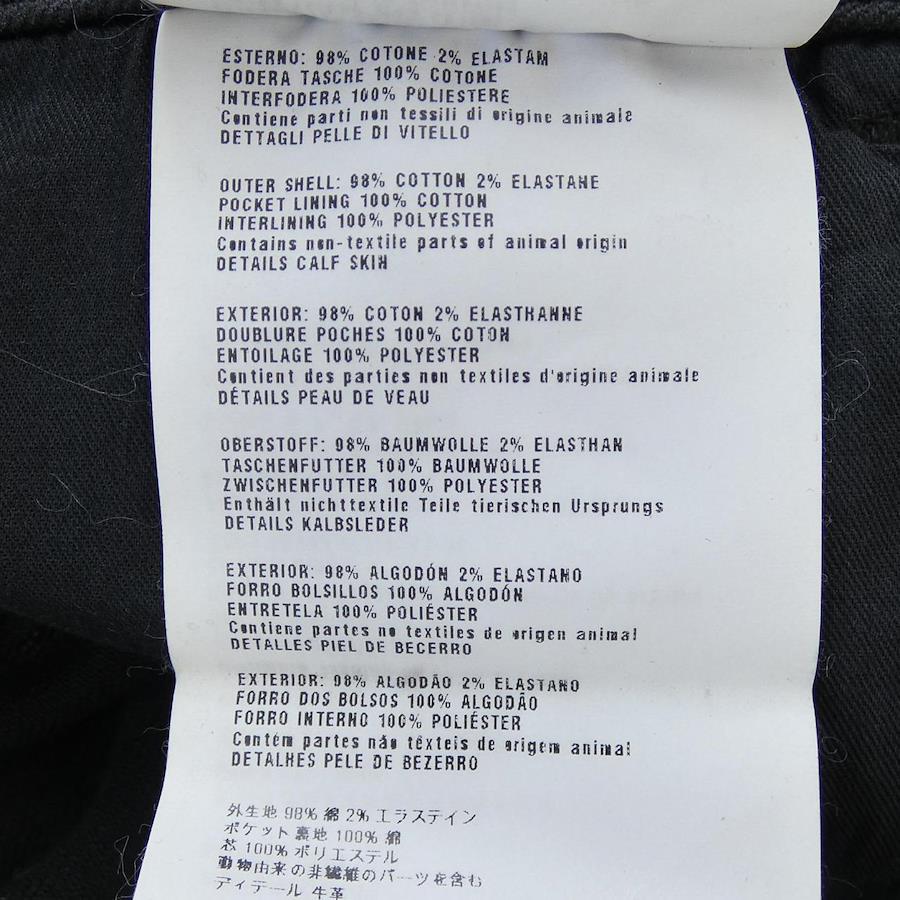 ESTERNO: 98% COTONE 2% ELASTAM
FODERA TASCHE 100% COTONE
INTERFODERA 100% POLIESTERE
Contiene parti non tessili di origine animale
DETTAGLI PELLE DI VITELLO
OUTER SHELL: 98% COTTON 2% ELASTANE
POCKET LINING 100% COTTON
INTERLINING 100% POLYESTER
Contains non-textile parts of animal origin
DETAILS CALF SKIN
EXTERIOR: 98% COTON 2% ELASTHANNE
DOUBLURE POCHES 100% COTON
ENTOILAGE 100% POLYESTER
Contient des parties non textiles d'origine animale
DÉTAILS PEAU DE VEAU
OBERSTOFF: 98% BAUMWOLLE 2% ELASTHAN
TASCHENFUTTER 100% BAUMWOLLE
ZWISCHENFUTTER 100% POLYESTER
Enthält nichttextile Teile tierischen Ursprungs
DETAILS KALBSLEDER
EXTERIOR: 98% ALGODÓN 2% ELASTANO
FORRO BOLSILLOS 100% ALGODÓN
ENTRETELA 100% POLIÉSTER
Contiene partes no textiles de origen animal
DETALLES PIEL DE BECERRO
EXTERIOR: 98% ALGODÃO 2% ELASTANO
FORRO DOS BOLSOS 100% ALGODÃO
FORRO INTERNO 100% POLIÉSTER
Contém partes não têxteis de origem animal
DETALHES PELE DE BEZERRO
外生地 98% 綿 2% エラステイン
ポケット裏地 100% 綿
芯 100% ポリエステル
動物由来の非繊維のパーツを含む
ディテール 牛革